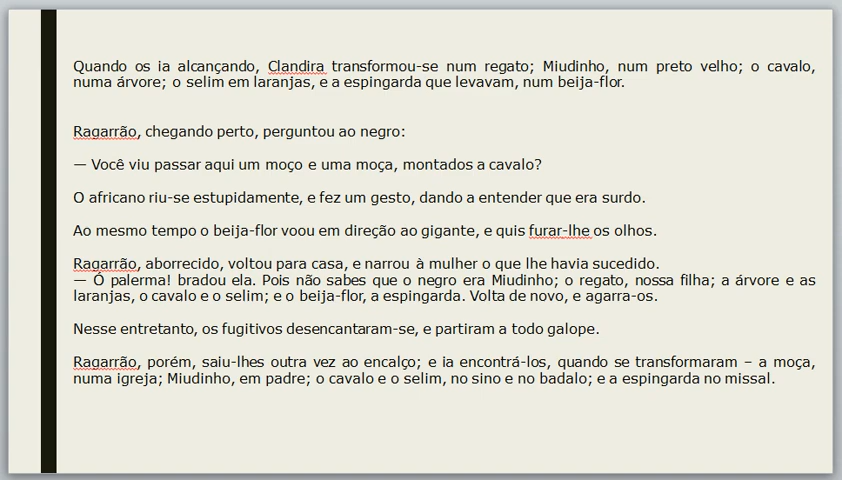 Quando os ia alcançando, Clandira transformou-se num regato; Miudinho, num preto velho; o cavalo,
numa árvore; o selim em laranjas, e a espingarda que levavam, num beija-flor.
Ragarrão, chegando perto, perguntou ao negro:
— Você viu passar aqui um moço e uma moça, montados a cavalo?
O africano riu-se estupidamente, e fez um gesto, dando a entender que era surdo.
Ao mesmo tempo o beija-flor voou em direção ao gigante, e quis furar-lhe os olhos.
Ragarrão, aborrecido, voltou para casa, e narrou à mulher o que lhe havia sucedido.
— Ó palerma! bradou ela. Pois não sabes que o negro era Miudinho; o regato, nossa filha; a árvore e as
laranjas, o cavalo e o selim; e o beija-flor, a espingarda. Volta de novo, e agarra-os.
Nesse entretanto, os fugitivos desencantaram-se, e partiram a todo galope.
Ragarrão, porém, saiu-lhes outra vez ao encalço; e ia encontrá-los, quando se transformaram – a moça,
numa igreja; Miudinho, em padre; o cavalo e o selim, no sino e no badalo; e a espingarda no missal.